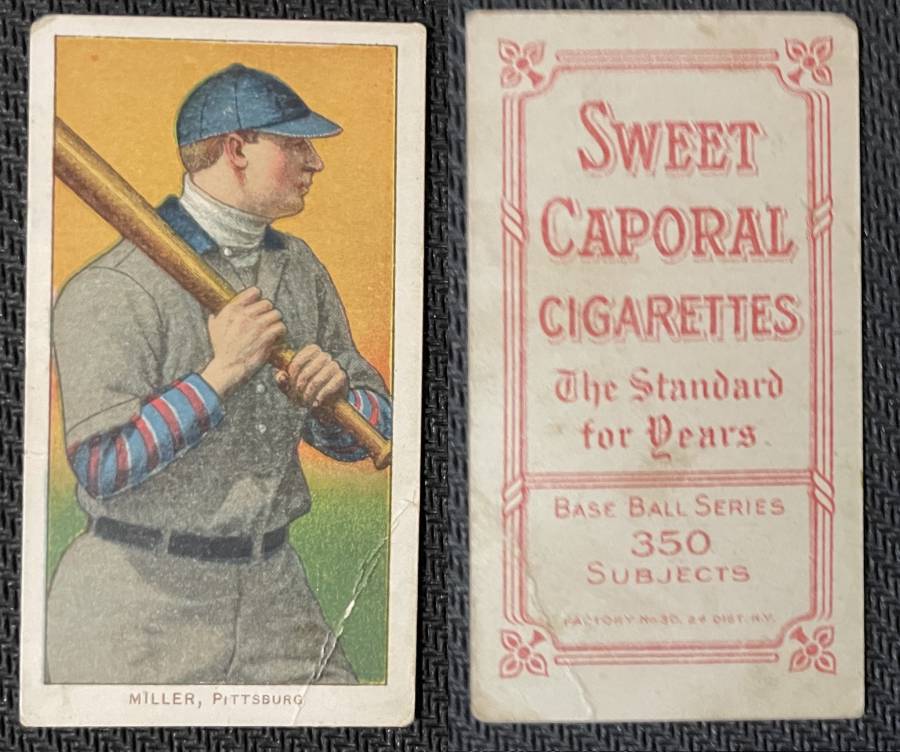 MILLER, PITTSBURG
SWEET
CAPORAL
CIGARETTES
The Standard
for Years.
BASE BALL SERIES
350
SUBJECTS
FACTORY No 30, 2d DIST. N.Y.